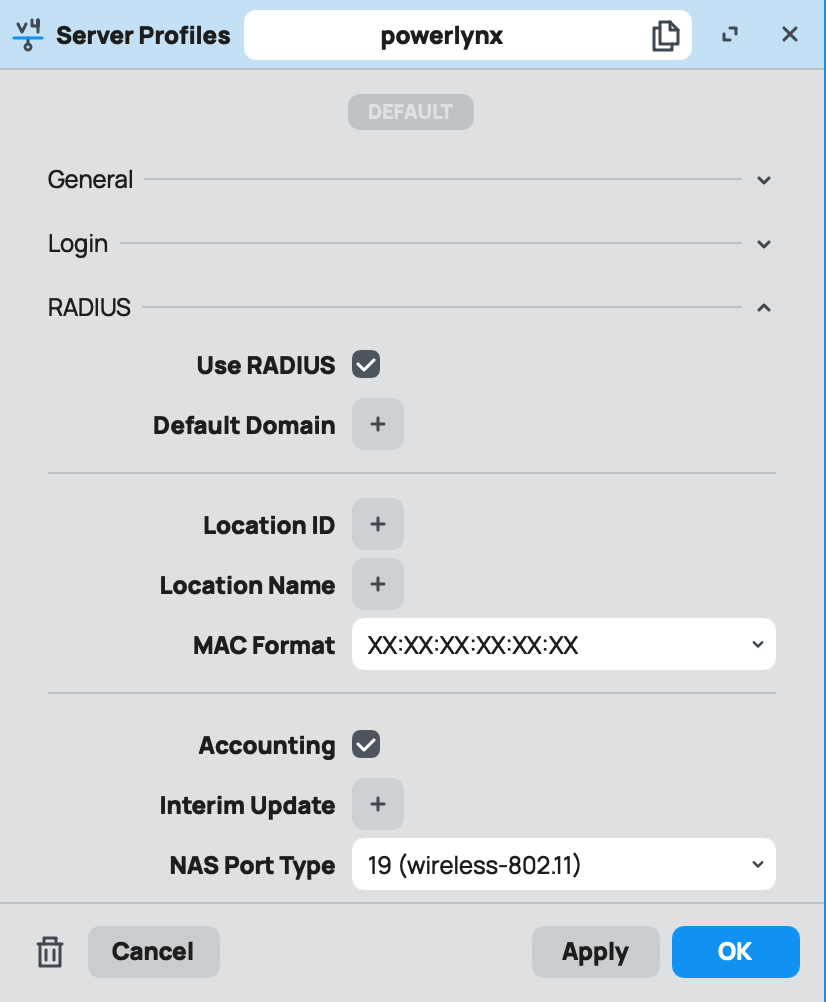 v4 Server Profiles powerlynx
DEFAULT
General
Login
RADIUS
Use RADIUS
Default Domain +
Location ID +
Location Name +
MAC Format XX:XX:XX:XX:XX:XX
Accounting
Interim Update +
NAS Port Type 19 (wireless-802.11)
Cancel Apply OK